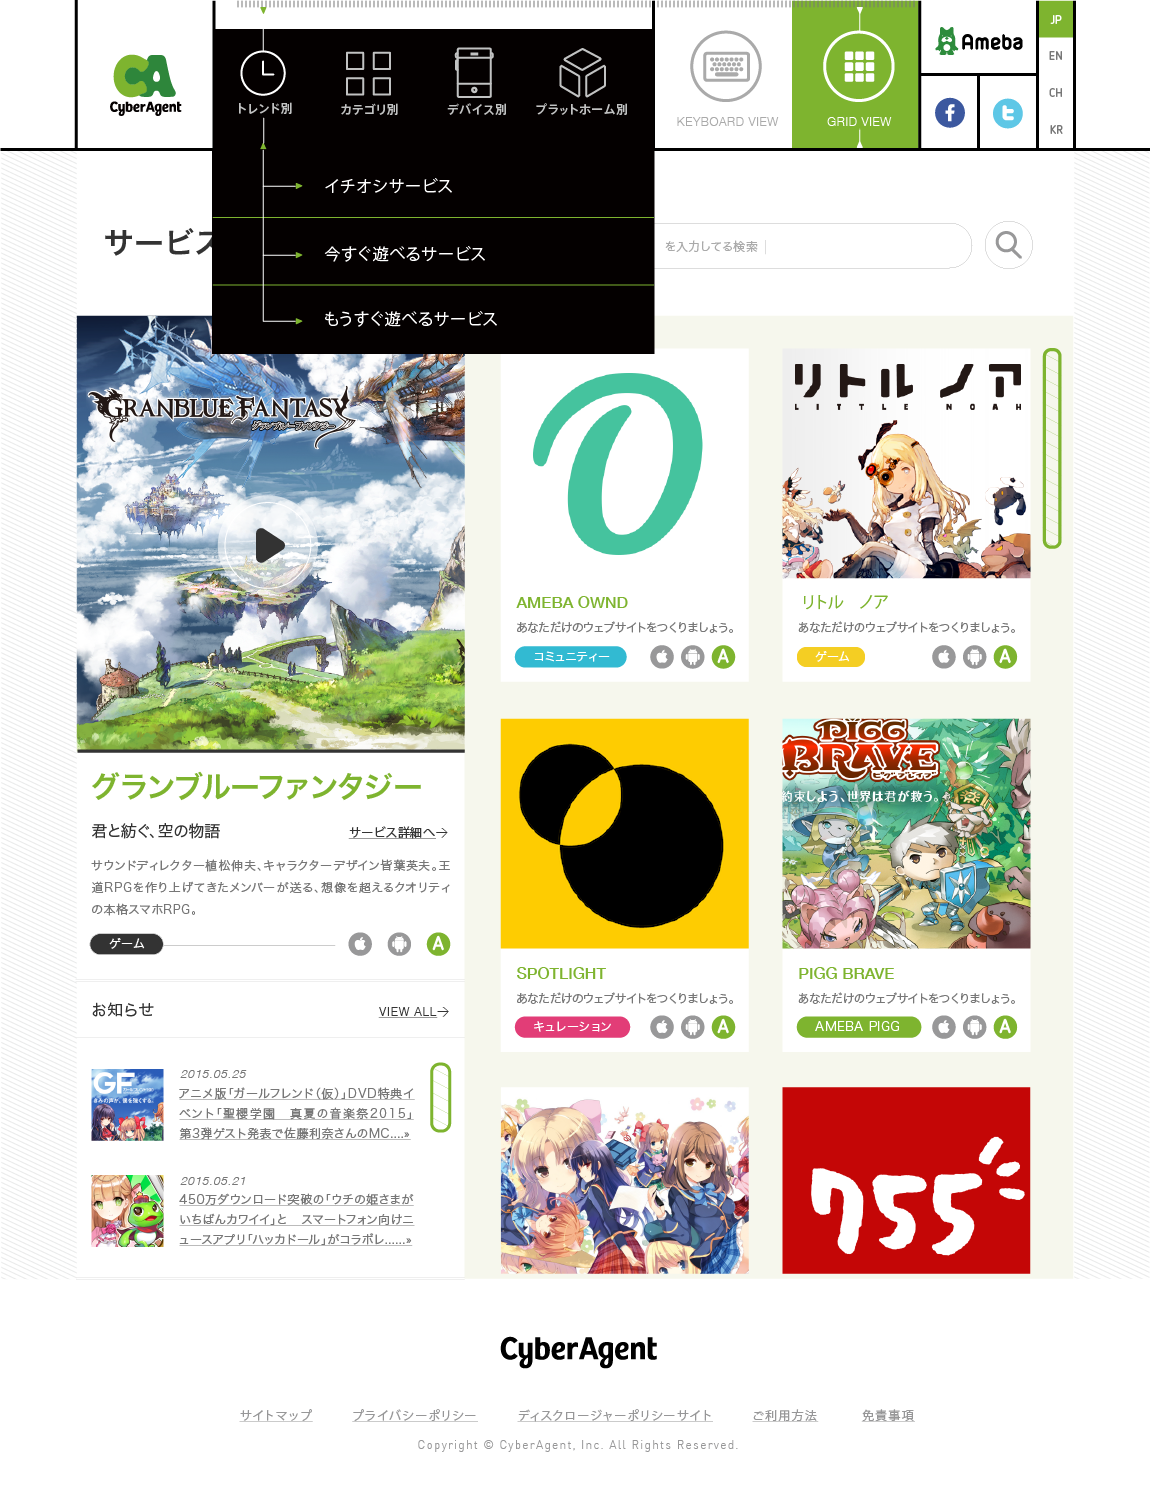 CyberAgent
トレンド別
カテゴリ別
デバイス別
プラットホーム別
KEYBOARD VIEW
GRID VIEW
Ameba
JP
EN
CH
KR
イチオシサービス
今すぐ遊べるサービス
もうすぐ遊べるサービス
サービス
を入力してる検索
GRANBLUE FANTASY
グランブルーファンタジー
グランブルーファンタジー
君と紡ぐ、空の物語
サービス詳細へ
サウンドディレクター植松伸夫、キャラクターデザイン皆葉英夫。王
道RPGを作り上げてきたメンバーが送る、想像を超えるクオリティ
の本格スマホRPG。
ゲーム
お知らせ
VIEW ALL
GF
2015.05.25
アニメ版「ガールフレンド（仮）」DVD特典イ
ベント「聖櫻学園　真夏の音楽祭2015」
第3弾ゲスト発表で佐藤利奈さんのMC....»
2015.05.21
450万ダウンロード突破の「ウチの姫さまが
いちばんカワイイ」と　スマートフォン向けニ
ュースアプリ「ハッカドール」がコラボレ......»
AMEBA OWND
あなただけのウェブサイトをつくりましょう。
コミュニティー
リトル ノア
LITTLE NOAH
リトル　ノア
あなただけのウェブサイトをつくりましょう。
ゲーム
SPOTLIGHT
あなただけのウェブサイトをつくりましょう。
キュレーション
PIGG
BRAVE
ピグブレイブ
約束しよう、世界は君が救う。
PIGG BRAVE
あなただけのウェブサイトをつくりましょう。
AMEBA PIGG
755
CyberAgent
サイトマップ
プライバシーポリシー
ディスクロージャーポリシーサイト
ご利用方法
免責事項
Copyright © CyberAgent, Inc. All Rights Reserved.